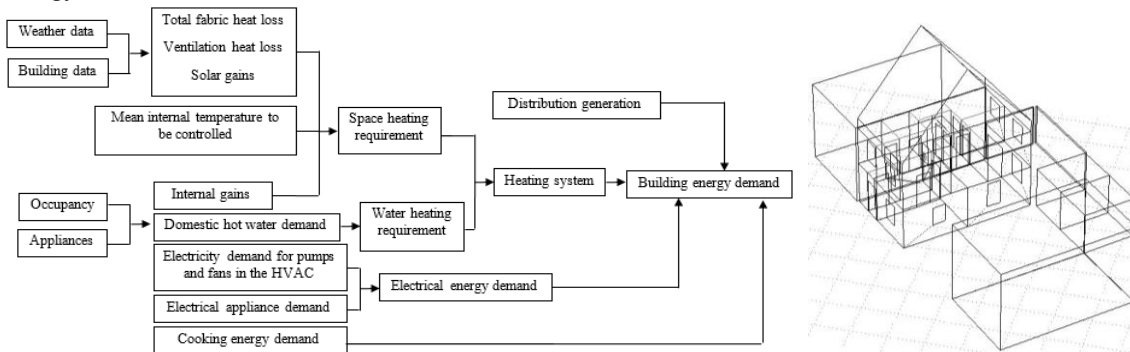 Weather data
Building data
Total fabric heat loss
Ventilation heat loss
Solar gains
Mean internal temperature to
be controlled
Space heating
requirement
Distribution generation
Internal gains
Heating system
Building energy demand
Occupancy
Appliances
Domestic hot water demand
Water heating
requirement
Electricity demand for pumps
and fans in the HVAC
Electrical appliance demand
Electrical energy demand
Cooking energy demand